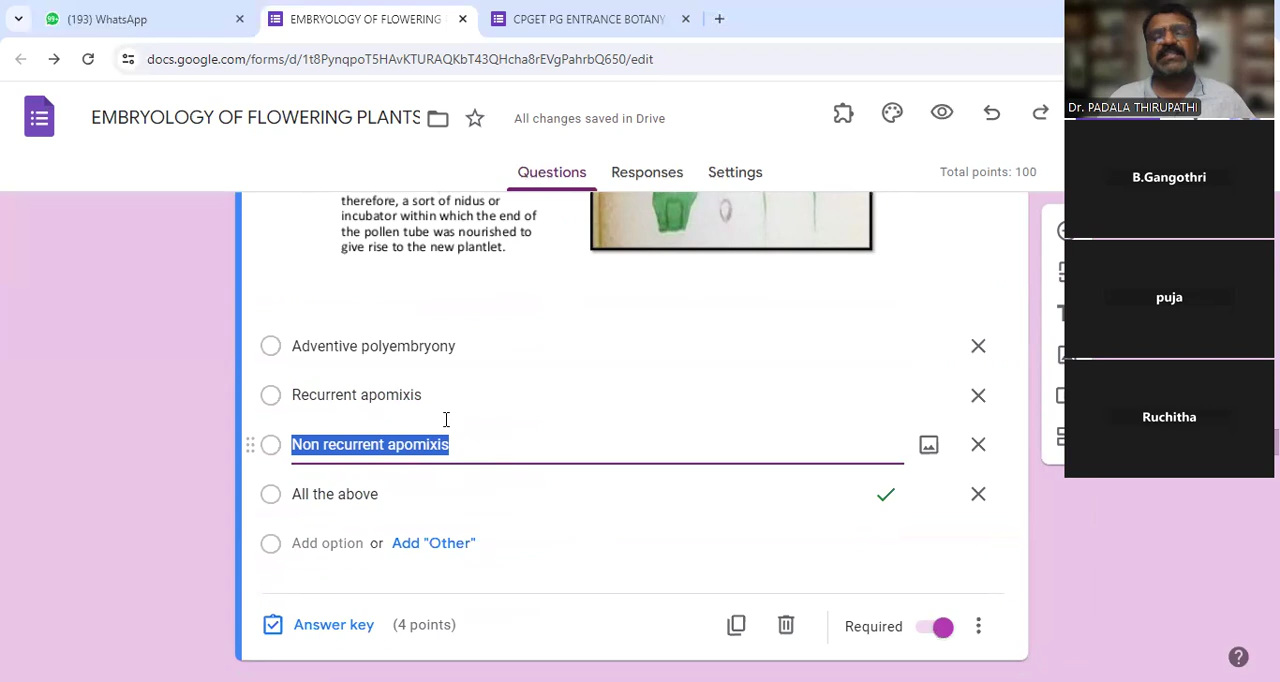 (193) WhatsApp
EMBRYOLOGY OF FLOWERING
CPGET PG ENTRANCE BOTANY
docs.google.com/forms/d/1t8PynqpoT5HAvKTURAQKbT43QHcha8rEVgPahrbQ650/edit
EMBRYOLOGY OF FLOWERING PLANTS
All changes saved in Drive
Dr. PADALA THIRUPATHI
Questions
Responses
Settings
Total points: 100
B.Gangothri
therefore, a sort of nidus or
incubator within which the end of
the pollen tube was nourished to
give rise to the new plantlet.
puja
Adventive polyembryony
Recurrent apomixis
Ruchitha
Non recurrent apomixis
All the above
Add option or Add "Other"
Answer key (4 points)
Required